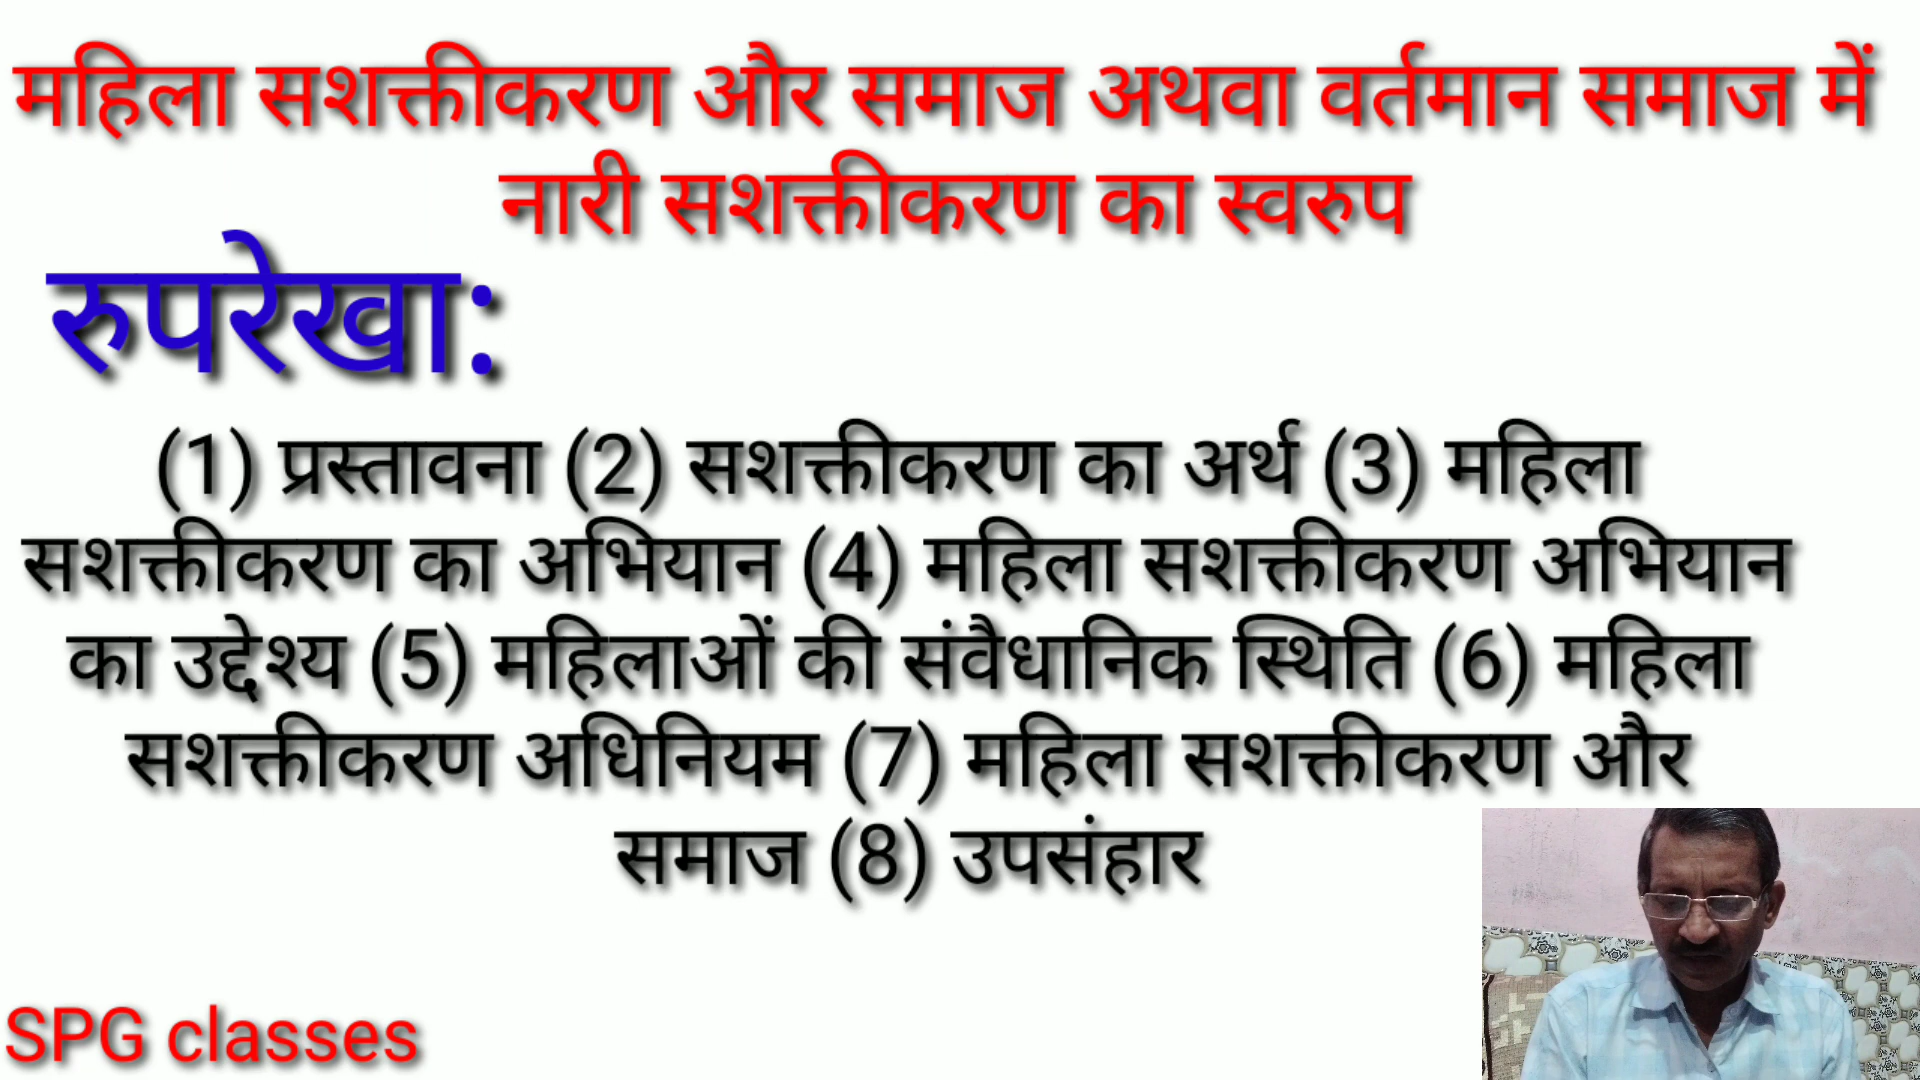 महिला सशक्तीकरण और समाज अथवा वर्तमान समाज में
नारी सशक्तीकरण का स्वरुप
रुपरेखा:
(1) प्रस्तावना (2) सशक्तीकरण का अर्थ (3) महिला
सशक्तीकरण का अभियान (4) महिला सशक्तीकरण अभियान
का उद्देश्य (5) महिलाओं की संवैधानिक स्थिति (6) महिला
सशक्तीकरण अधिनियम (7) महिला सशक्तीकरण और
समाज (8) उपसंहार
SPG classes